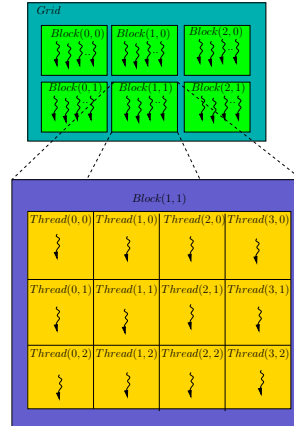 Grid
Block(0,0) Block(1,0) Block(2,0)
Block(0,1) Block(1,1) Block(2,1)
Block(1,1)
Thread(0,0) Thread(1,0) Thread(2,0) Thread(3,0)
Thread(0,1) Thread(1,1) Thread(2,1) Thread(3,1)
Thread(0,2) Thread(1,2) Thread(2,2) Thread(3,2)